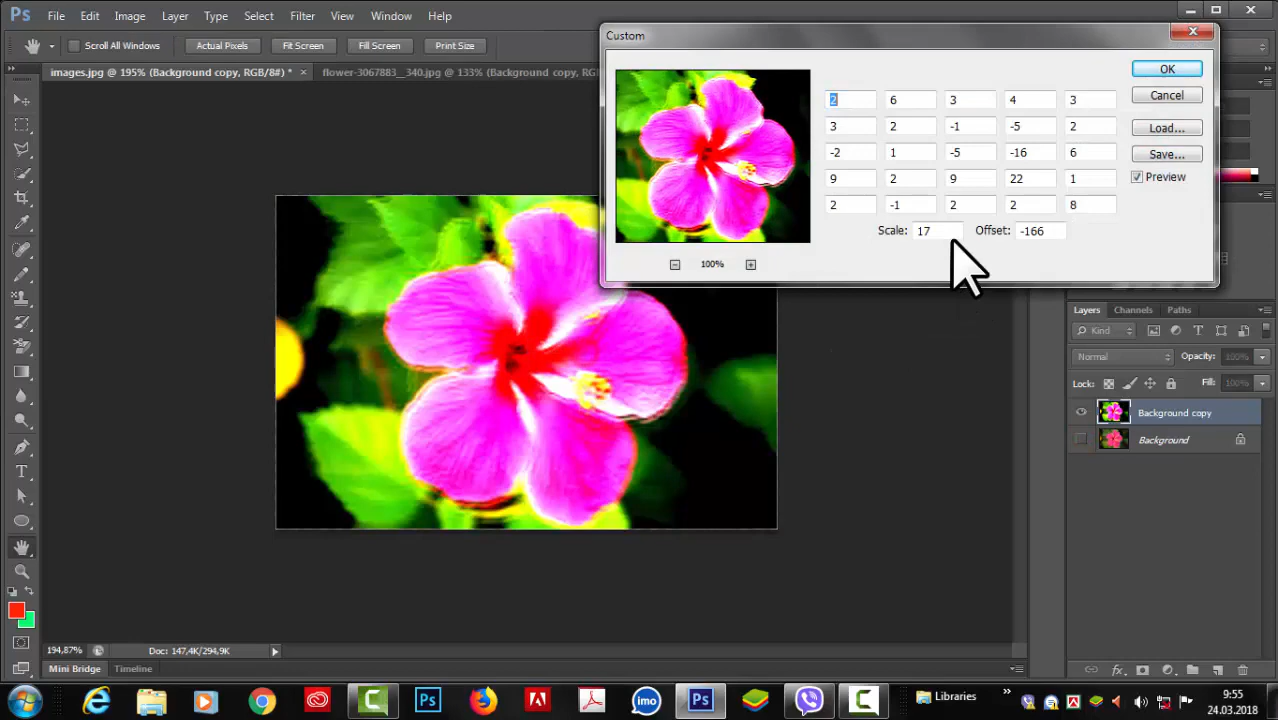 Ps File Edit Image Layer Type Select Filter View Window Help
Scroll All Windows Actual Pixels Fit Screen Fill Screen Print Size
images.jpg @ 195% (Background copy, RGB/8#) * × flower-3067883__340.jpg @ 133% (Background copy, RGB/8
Custom
2 6 3 4 3
3 2 -1 -5 2
-2 1 -5 -16 6
9 2 9 22 1
2 -1 2 2 8
Scale: 17 Offset: -166
OK
Cancel
Load...
Save...
Preview
100%
Layers Channels Paths
Kind
Normal Opacity: 100%
Lock: Fill: 100%
Background copy
Background
fx
194,87% Doc: 147,4K/294,9K
Mini Bridge Timeline
Ps imo Ps Libraries »
9:55
24.03.2018